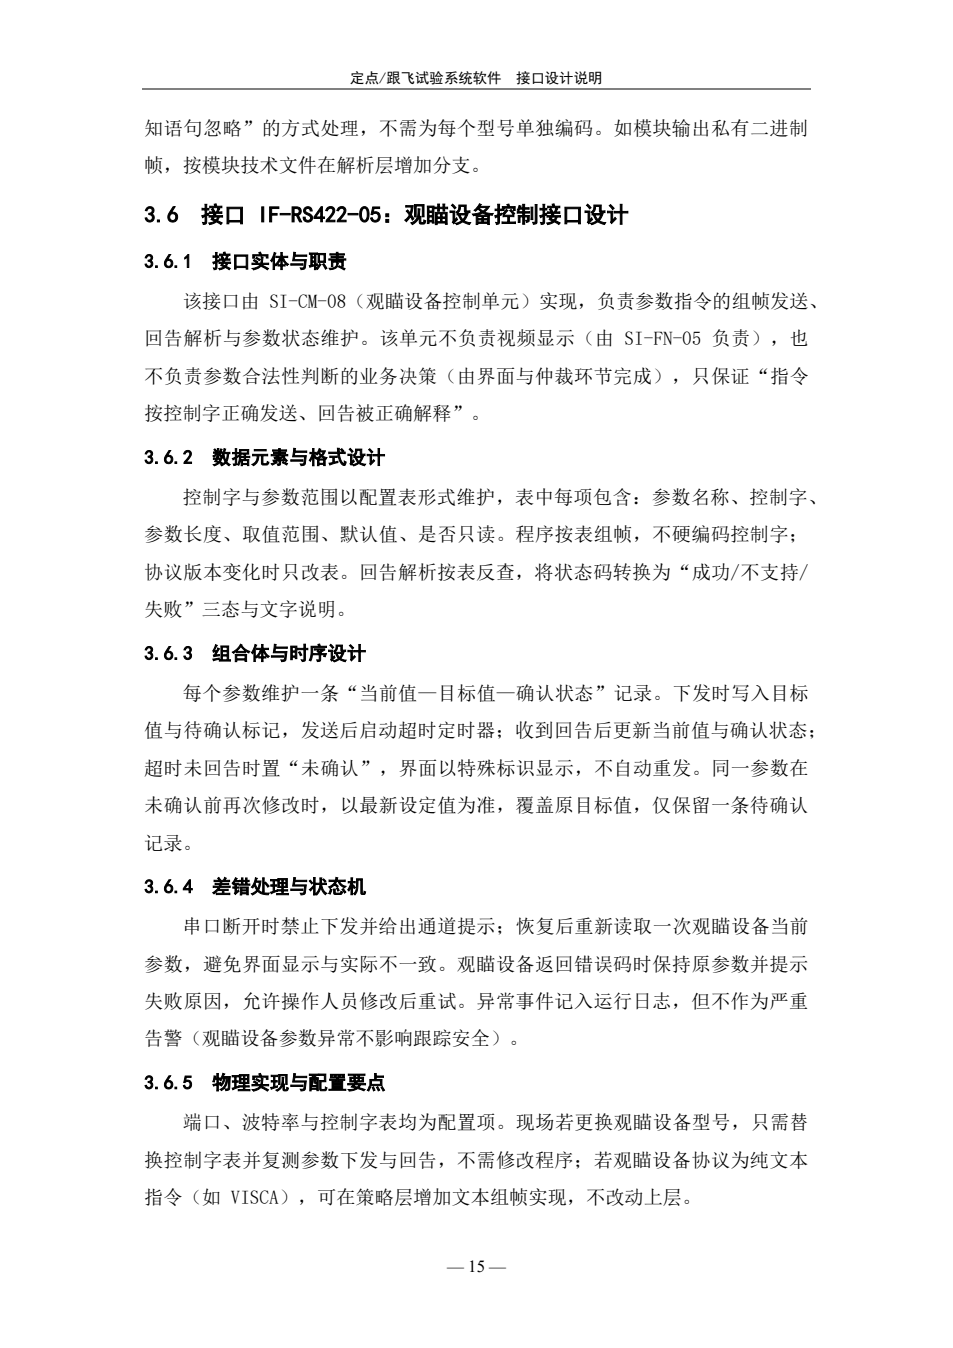 定点/跟飞试验系统软件　接口设计说明
知语句忽略”的方式处理，不需为每个型号单独编码。如模块输出私有二进制
帧，按模块技术文件在解析层增加分支。
3.6　接口 IF-RS422-05：观瞄设备控制接口设计
3.6.1　接口实体与职责
该接口由 SI-CM-08（观瞄设备控制单元）实现，负责参数指令的组帧发送、
回告解析与参数状态维护。该单元不负责视频显示（由 SI-FN-05 负责），也
不负责参数合法性判断的业务决策（由界面与仲裁环节完成），只保证“指令
按控制字正确发送、回告被正确解释”。
3.6.2　数据元素与格式设计
控制字与参数范围以配置表形式维护，表中每项包含：参数名称、控制字、
参数长度、取值范围、默认值、是否只读。程序按表组帧，不硬编码控制字；
协议版本变化时只改表。回告解析按表反查，将状态码转换为“成功/不支持/
失败”三态与文字说明。
3.6.3　组合体与时序设计
每个参数维护一条“当前值—目标值—确认状态”记录。下发时写入目标
值与待确认标记，发送后启动超时定时器；收到回告后更新当前值与确认状态；
超时未回告时置“未确认”，界面以特殊标识显示，不自动重发。同一参数在
未确认前再次修改时，以最新设定值为准，覆盖原目标值，仅保留一条待确认
记录。
3.6.4　差错处理与状态机
串口断开时禁止下发并给出通道提示；恢复后重新读取一次观瞄设备当前
参数，避免界面显示与实际不一致。观瞄设备返回错误码时保持原参数并提示
失败原因，允许操作人员修改后重试。异常事件记入运行日志，但不作为严重
告警（观瞄设备参数异常不影响跟踪安全）。
3.6.5　物理实现与配置要点
端口、波特率与控制字表均为配置项。现场若更换观瞄设备型号，只需替
换控制字表并复测参数下发与回告，不需修改程序；若观瞄设备协议为纯文本
指令（如 VISCA），可在策略层增加文本组帧实现，不改动上层。
— 15 —